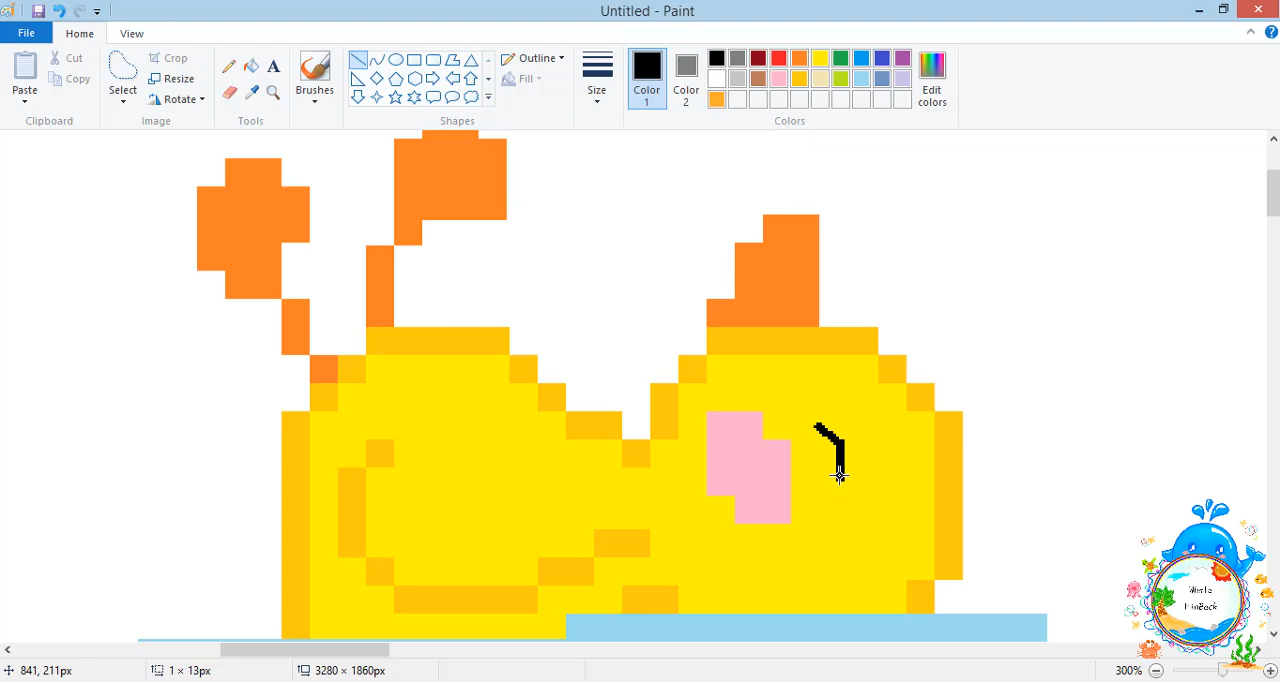 Untitled - Paint
File
Home
View
Paste
Cut
Copy
Clipboard
Select
Crop
Resize
Rotate
Image
A
Tools
Brushes
Outline
Fill
Shapes
Size
Color
1
Color
2
Edit
colors
Colors
841, 211px
1 × 13px
3280 × 1860px
300%